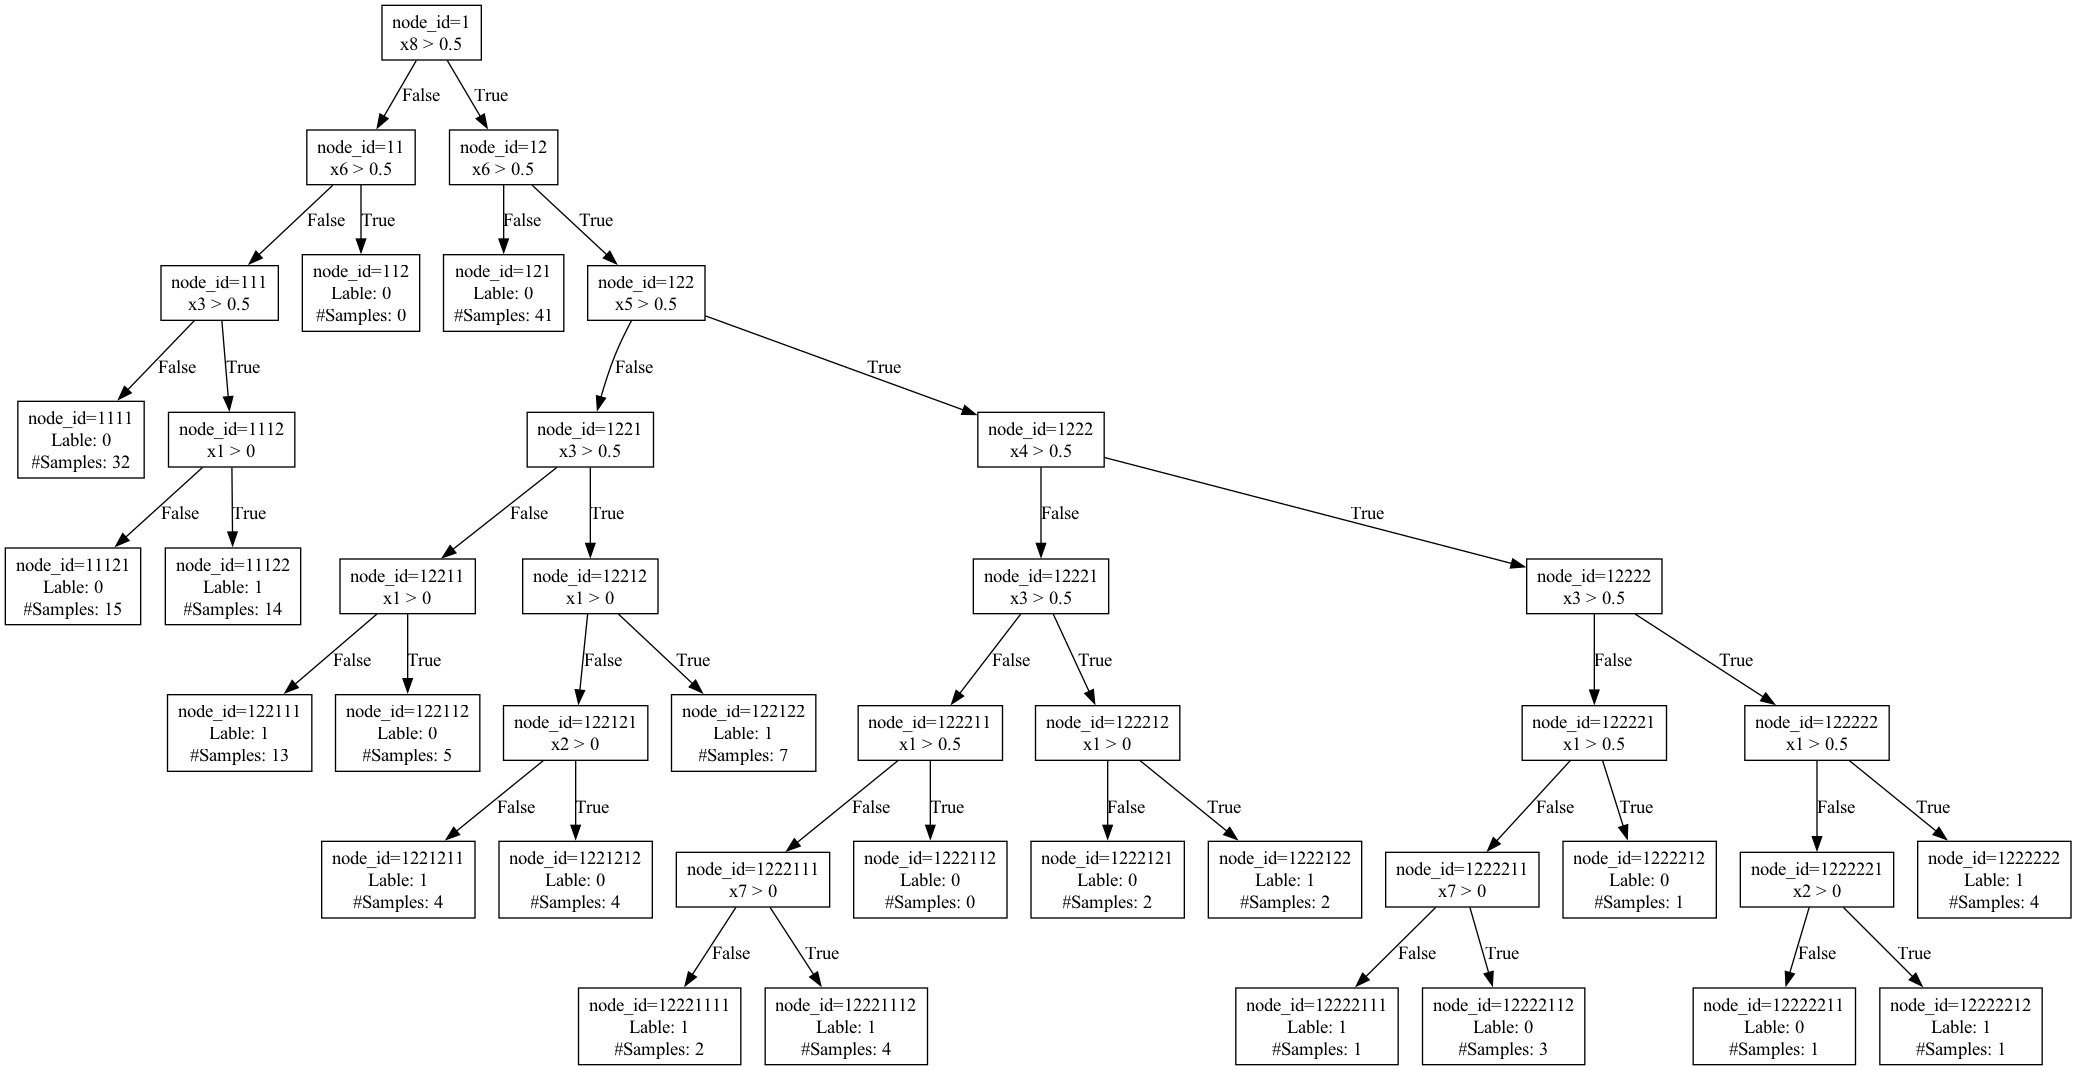 node_id=1
x8 > 0.5
False
True
node_id=11
x6 > 0.5
node_id=12
x6 > 0.5
False
True
False
True
node_id=111
x3 > 0.5
node_id=112
Lable: 0
#Samples: 0
node_id=121
Lable: 0
#Samples: 41
node_id=122
x5 > 0.5
False
True
False
True
node_id=1111
Lable: 0
#Samples: 32
node_id=1112
x1 > 0
node_id=1221
x3 > 0.5
node_id=1222
x4 > 0.5
False
True
False
True
False
True
node_id=11121
Lable: 0
#Samples: 15
node_id=11122
Lable: 1
#Samples: 14
node_id=12211
x1 > 0
node_id=12212
x1 > 0
node_id=12221
x3 > 0.5
node_id=12222
x3 > 0.5
False
True
False
True
False
True
False
True
node_id=122111
Lable: 1
#Samples: 13
node_id=122112
Lable: 0
#Samples: 5
node_id=122121
x2 > 0
node_id=122122
Lable: 1
#Samples: 7
node_id=122211
x1 > 0.5
node_id=122212
x1 > 0
node_id=122221
x1 > 0.5
node_id=122222
x1 > 0.5
False
True
False
True
False
True
False
True
False
True
node_id=1221211
Lable: 1
#Samples: 4
node_id=1221212
Lable: 0
#Samples: 4
node_id=1222111
x7 > 0
node_id=1222112
Lable: 0
#Samples: 0
node_id=1222121
Lable: 0
#Samples: 2
node_id=1222122
Lable: 1
#Samples: 2
node_id=1222211
x7 > 0
node_id=1222212
Lable: 0
#Samples: 1
node_id=1222221
x2 > 0
node_id=1222222
Lable: 1
#Samples: 4
False
True
False
True
False
True
node_id=12221111
Lable: 1
#Samples: 2
node_id=12221112
Lable: 1
#Samples: 4
node_id=12222111
Lable: 1
#Samples: 1
node_id=12222112
Lable: 0
#Samples: 3
node_id=12222211
Lable: 0
#Samples: 1
node_id=12222212
Lable: 1
#Samples: 1